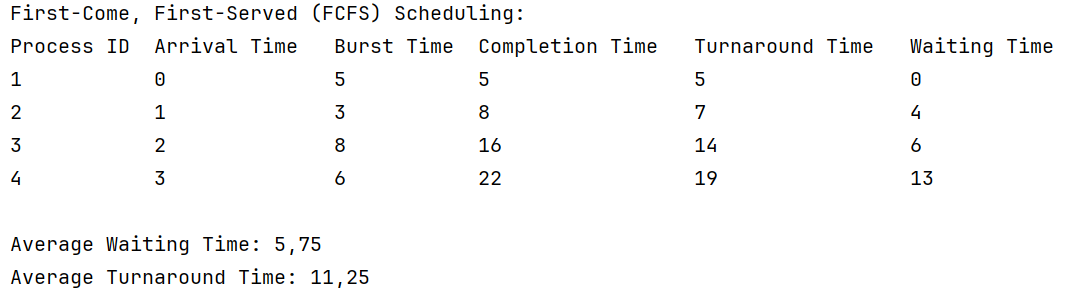 First-Come, First-Served (FCFS) Scheduling:
Process ID  Arrival Time   Burst Time  Completion Time   Turnaround Time   Waiting Time
1           0              5           5                 5                 0
2           1              3           8                 7                 4
3           2              8           16                14                6
4           3              6           22                19                13

Average Waiting Time: 5,75
Average Turnaround Time: 11,25